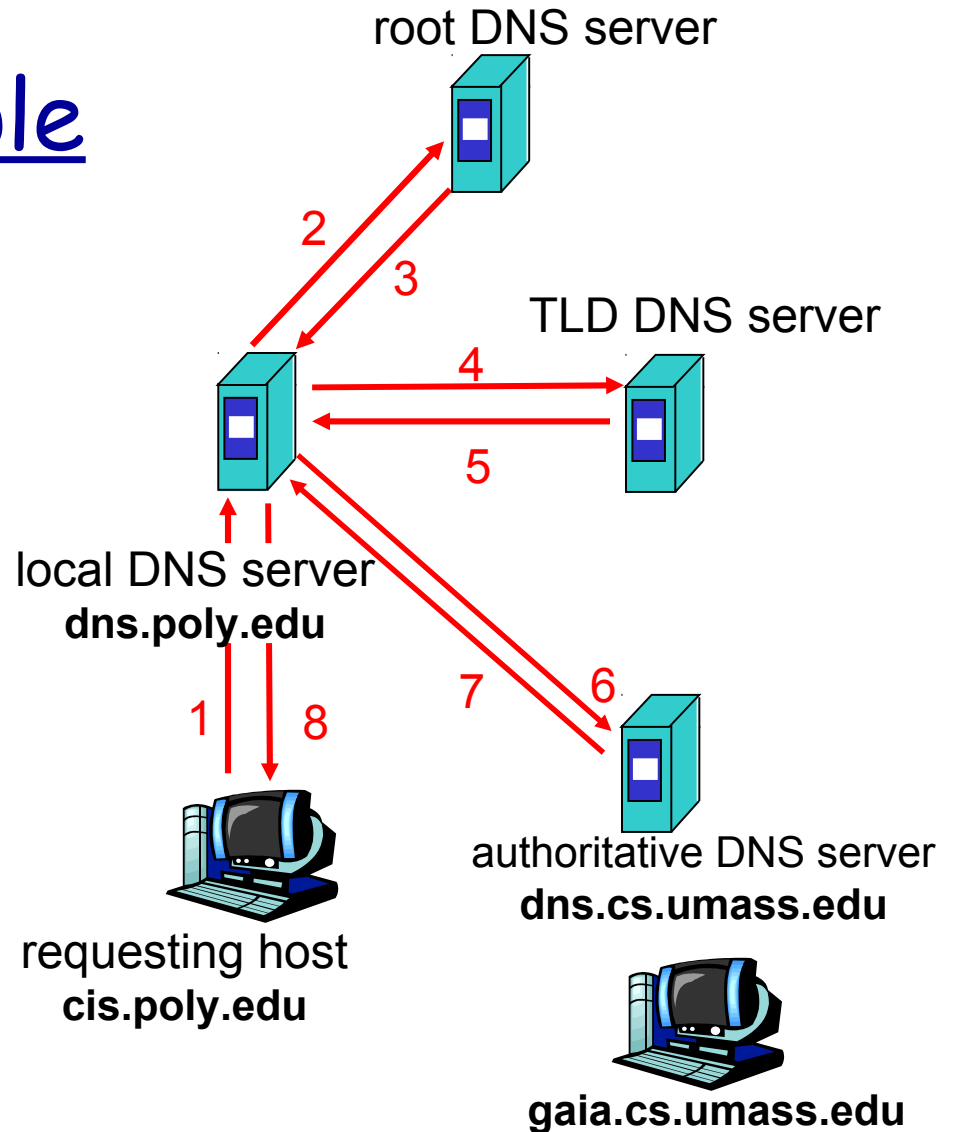 root DNS server
2
3
TLD DNS server
4
5
local DNS server
dns.poly.edu
1
8
7
6
authoritative DNS server
dns.cs.umass.edu
requesting host
cis.poly.edu
gaia.cs.umass.edu